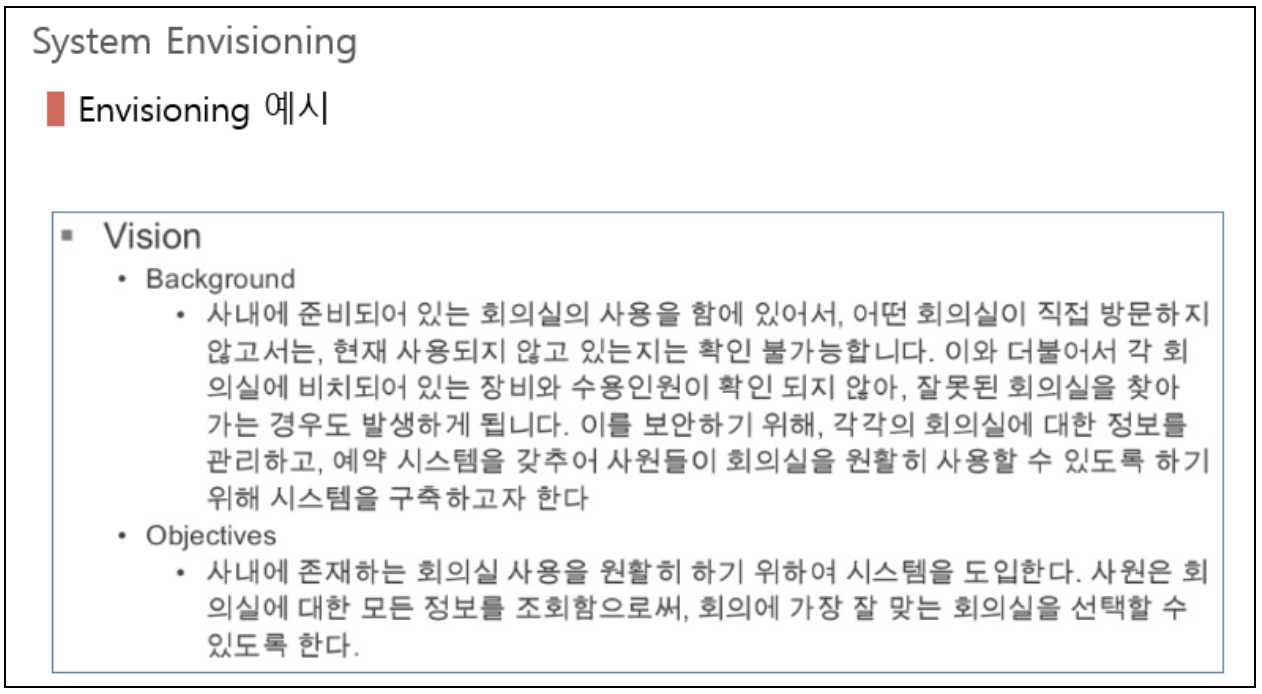 System Envisioning
Envisioning 예시
▪ Vision
• Background
• 사내에 준비되어 있는 회의실의 사용을 함에 있어서, 어떤 회의실이 직접 방문하지
않고서는, 현재 사용되지 않고 있는지는 확인 불가능합니다. 이와 더불어서 각 회
의실에 비치되어 있는 장비와 수용인원이 확인 되지 않아, 잘못된 회의실을 찾아
가는 경우도 발생하게 됩니다. 이를 보안하기 위해, 각각의 회의실에 대한 정보를
관리하고, 예약 시스템을 갖추어 사원들이 회의실을 원활히 사용할 수 있도록 하기
위해 시스템을 구축하고자 한다
• Objectives
• 사내에 존재하는 회의실 사용을 원활히 하기 위하여 시스템을 도입한다. 사원은 회
의실에 대한 모든 정보를 조회함으로써, 회의에 가장 잘 맞는 회의실을 선택할 수
있도록 한다.